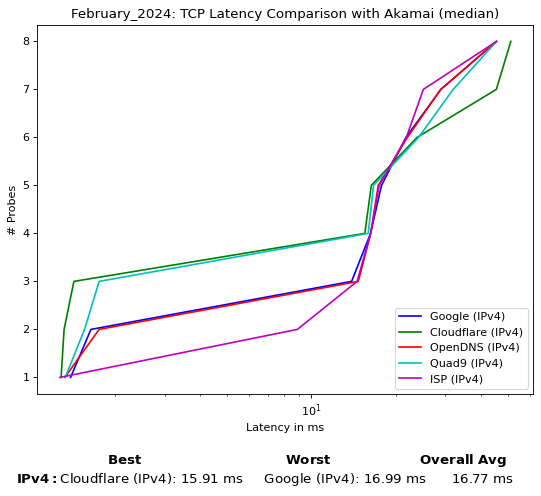 February_2024: TCP Latency Comparison with Akamai (median)
# Probes
8
7
6
5
4
3
2
1
Google (IPv4)
Cloudflare (IPv4)
OpenDNS (IPv4)
Quad9 (IPv4)
ISP (IPv4)
10¹
Latency in ms
Best Worst Overall Avg
IPv4: Cloudflare (IPv4): 15.91 ms Google (IPv4): 16.99 ms 16.77 ms